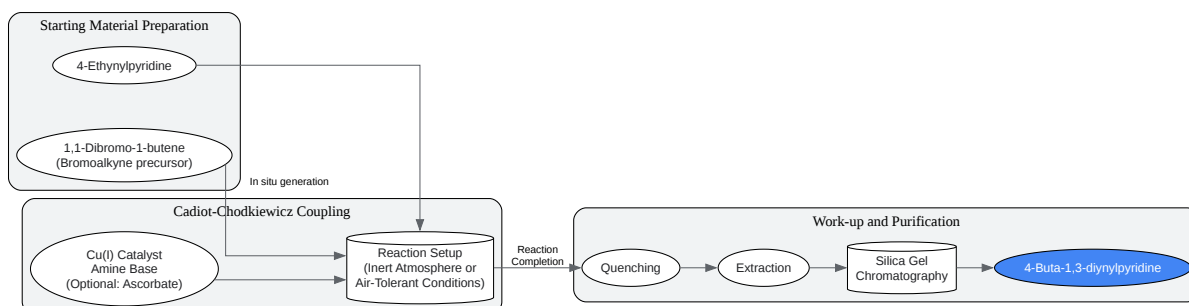 Starting Material Preparation
4-Ethynylpyridine
1,1-Dibromo-1-butene
(Bromoalkyne precursor)
In situ generation
Cadiot-Chodkiewicz Coupling
Cu(I) Catalyst
Amine Base
(Optional: Ascorbate)
Reaction Setup
(Inert Atmosphere or
Air-Tolerant Conditions)
Reaction
Completion
Work-up and Purification
Quenching
Extraction
Silica Gel
Chromatography
4-Buta-1,3-diynylpyridine